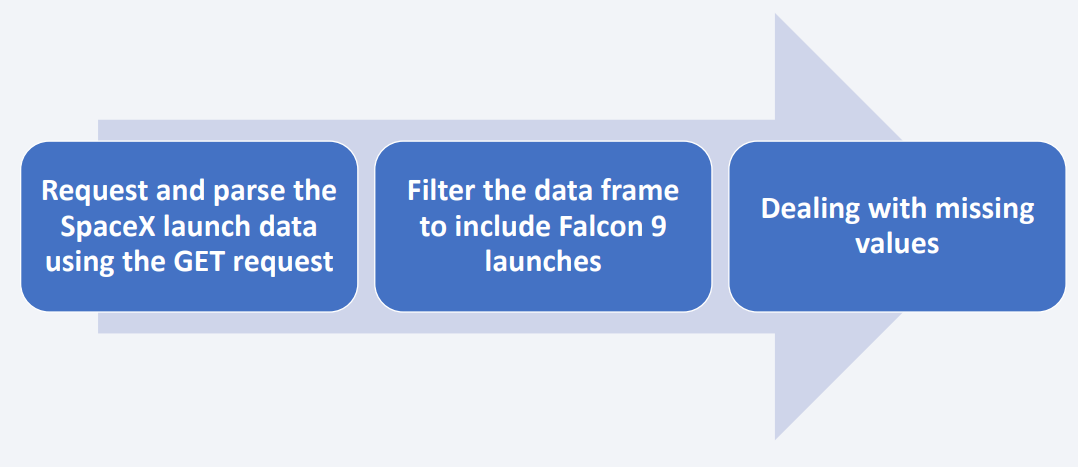 Request and parse the
SpaceX launch data
using the GET request
Filter the data frame
to include Falcon 9
launches
Dealing with missing
values